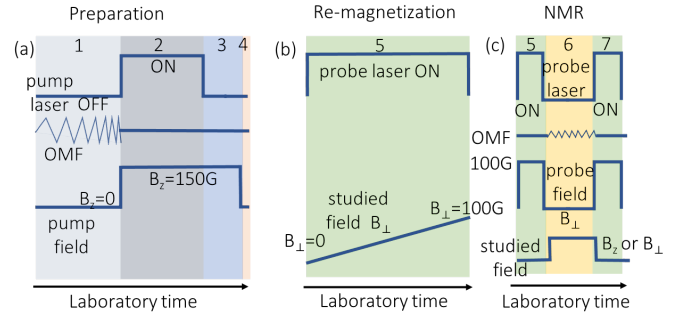 Preparation
Re-magnetization
NMR
(a)
1
2
3
4
ON
pump
laser OFF
OMF
B_z=0
B_z=150G
pump
field
Laboratory time
(b)
5
probe laser ON
studied
field B_⊥
B_⊥=100G
B_⊥=0
Laboratory time
(c)
5
6
7
probe
laser
ON
ON
OMF
100G
probe
field
B_⊥
studied
field
B_z or B_⊥
Laboratory time